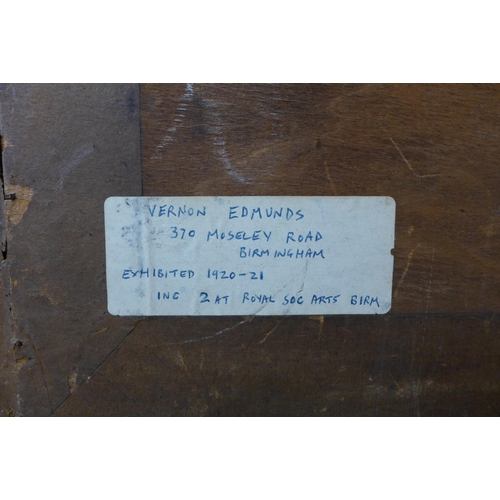 VERNON EDMUNDS
370 MOSELEY ROAD
BIRMINGHAM
EXHIBITED 1920-21
INC 2 AT ROYAL SOC ARTS BIRM